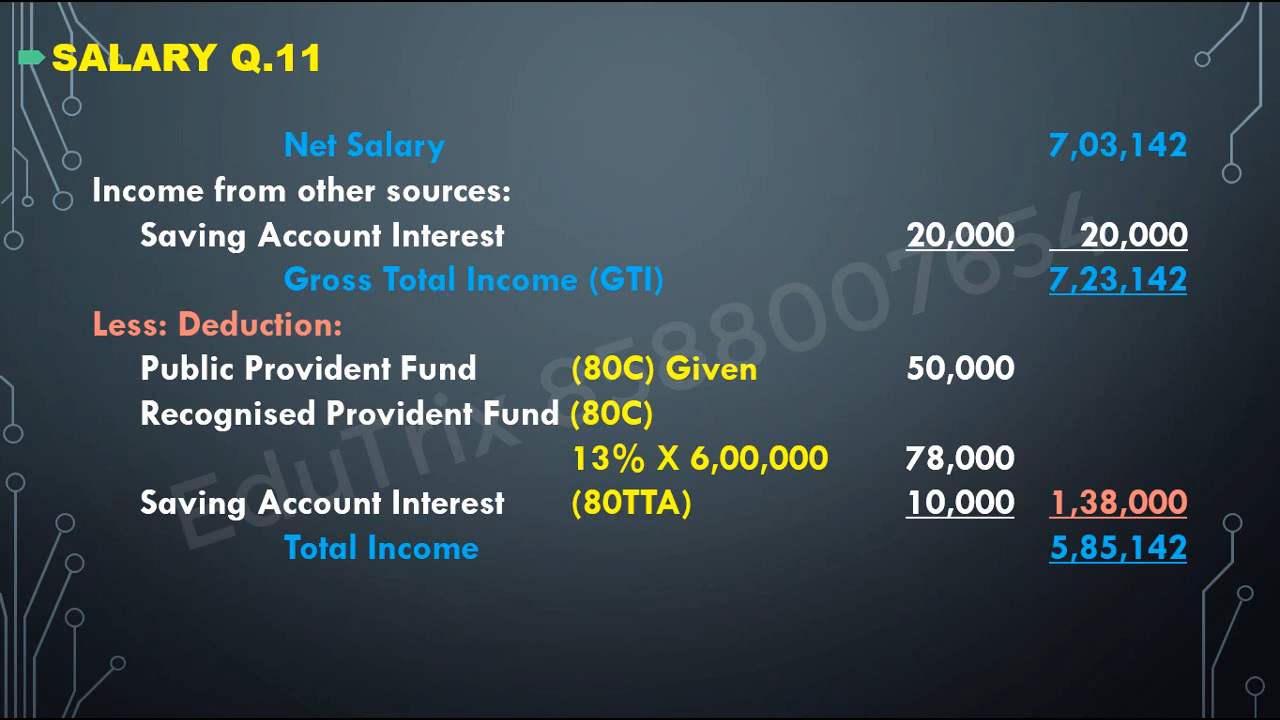 SALARY Q.11
Net Salary 7,03,142
Income from other sources:
Saving Account Interest 20,000 20,000
Gross Total Income (GTI) 7,23,142
Less: Deduction:
Public Provident Fund (80C) Given 50,000
Recognised Provident Fund (80C)
13% X 6,00,000 78,000
Saving Account Interest (80TTA) 10,000 1,38,000
Total Income 5,85,142
EduTrix 8588007654